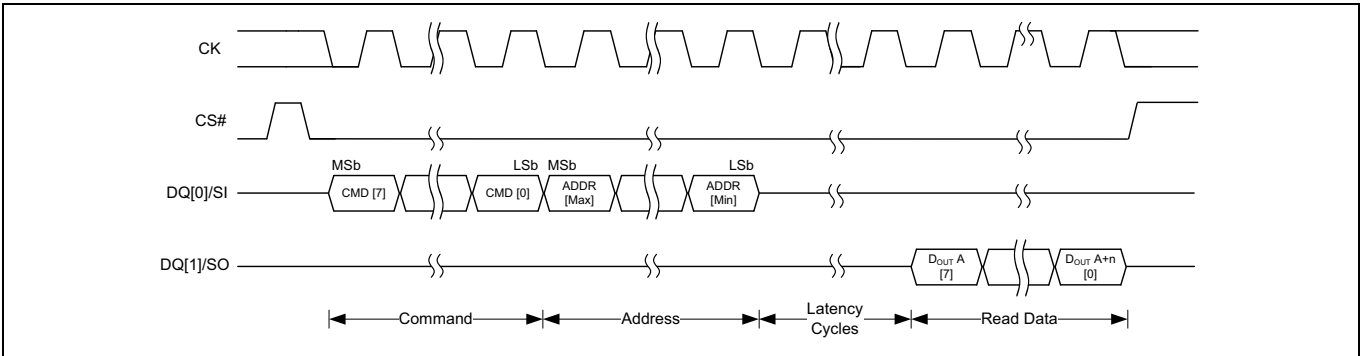 CK
CS#
MSb LSb MSb LSb
DQ[0]/SI CMD [7] CMD [0] ADDR [Max] ADDR [Min]
DQ[1]/SO DOUT A [7] DOUT A+n [0]
Command Address Latency Cycles Read Data